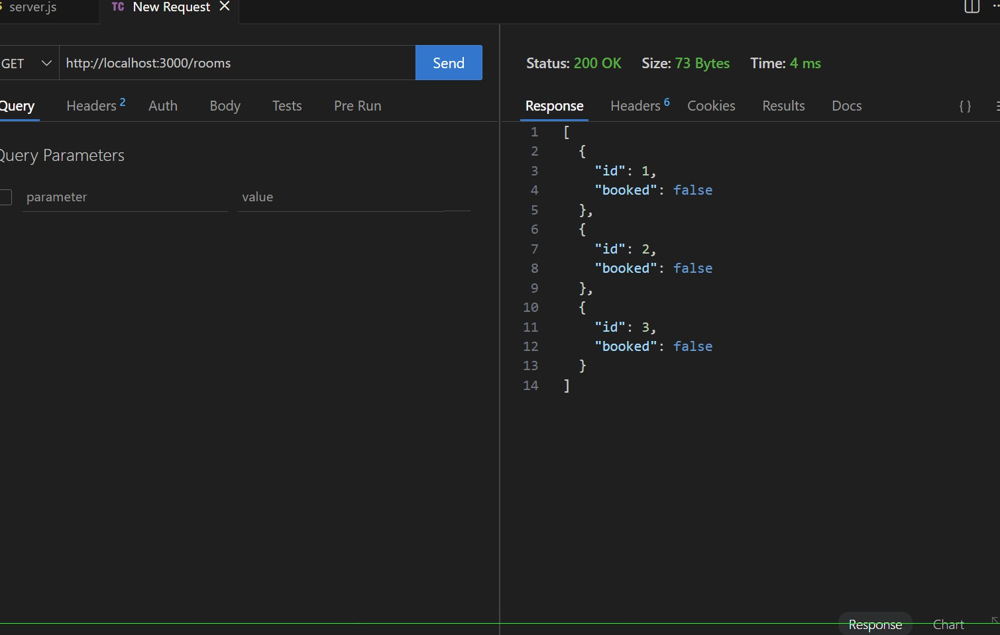 server.js
TC New Request
GET http://localhost:3000/rooms Send
Query Headers 2 Auth Body Tests Pre Run
Query Parameters
parameter value
Status: 200 OK Size: 73 Bytes Time: 4 ms
Response Headers 6 Cookies Results Docs { }
1 [
2 {
3 "id": 1,
4 "booked": false
5 },
6 {
7 "id": 2,
8 "booked": false
9 },
10 {
11 "id": 3,
12 "booked": false
13 }
14 ]
Response Chart